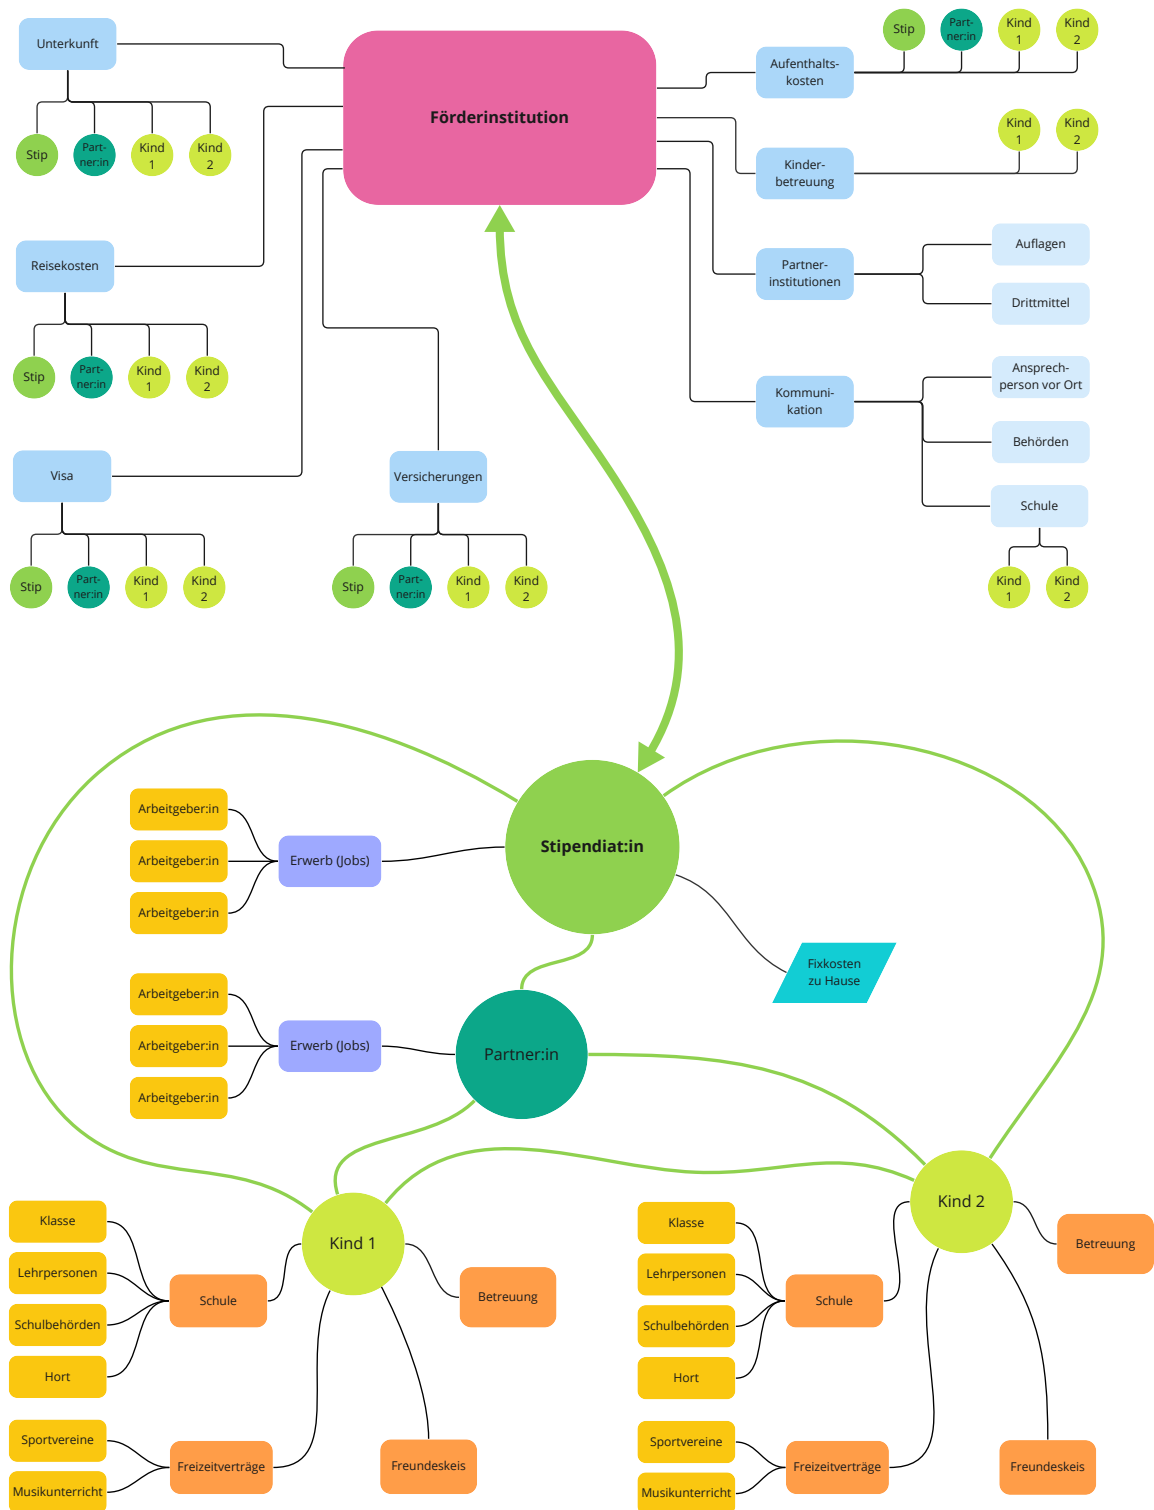 Unterkunft
Stip
Part-
ner:in
Kind
1
Kind
2
Förderinstitution
Aufenthalts-
kosten
Stip
Part-
ner:in
Kind
1
Kind
2
Kinder-
betreuung
Kind
1
Kind
2
Reisekosten
Stip
Part-
ner:in
Kind
1
Kind
2
Partner-
institutionen
Auflagen
Drittmittel
Kommuni-
kation
Ansprech-
person vor Ort
Behörden
Schule
Kind
1
Kind
2
Visa
Stip
Part-
ner:in
Kind
1
Kind
2
Versicherungen
Stip
Part-
ner:in
Kind
1
Kind
2
Stipendiat:in
Erwerb (Jobs)
Arbeitgeber:in
Arbeitgeber:in
Arbeitgeber:in
Fixkosten
zu Hause
Partner:in
Erwerb (Jobs)
Arbeitgeber:in
Arbeitgeber:in
Arbeitgeber:in
Kind 1
Schule
Klasse
Lehrpersonen
Schulbehörden
Hort
Betreuung
Freizeitverträge
Sportvereine
Musikunterricht
Freundeskeis
Kind 2
Schule
Klasse
Lehrpersonen
Schulbehörden
Hort
Betreuung
Freizeitverträge
Sportvereine
Musikunterricht
Freundeskeis